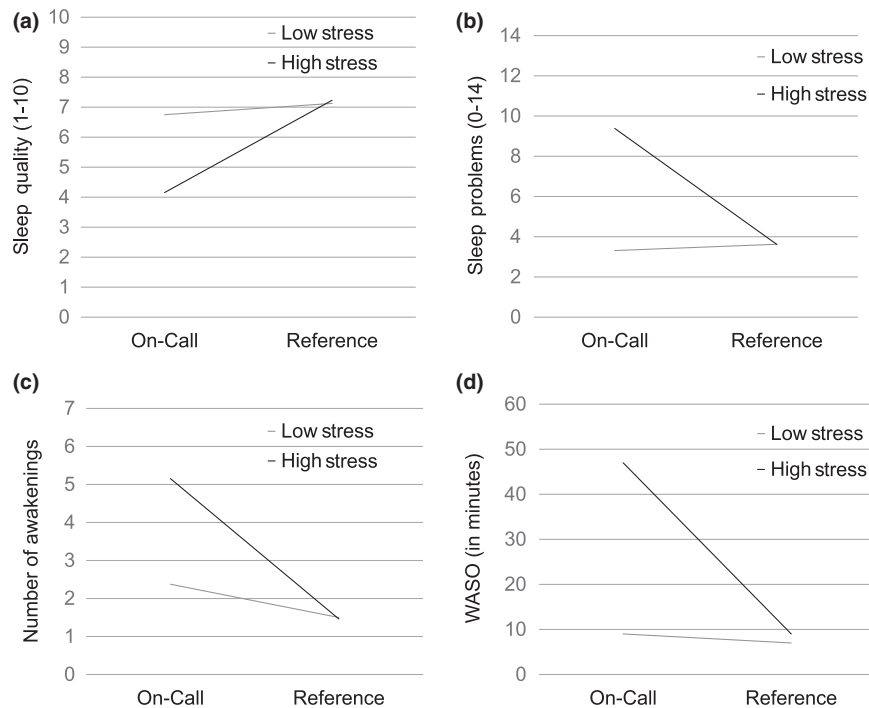 (a)
Sleep quality (1-10)
10
9
8
7
6
5
4
3
2
1
0
Low stress
High stress
On-Call Reference
(b)
Sleep problems (0-14)
14
12
10
8
6
4
2
0
Low stress
High stress
On-Call Reference
(c)
Number of awakenings
7
6
5
4
3
2
1
0
Low stress
High stress
On-Call Reference
(d)
WASO (in minutes)
60
50
40
30
20
10
0
Low stress
High stress
On-Call Reference